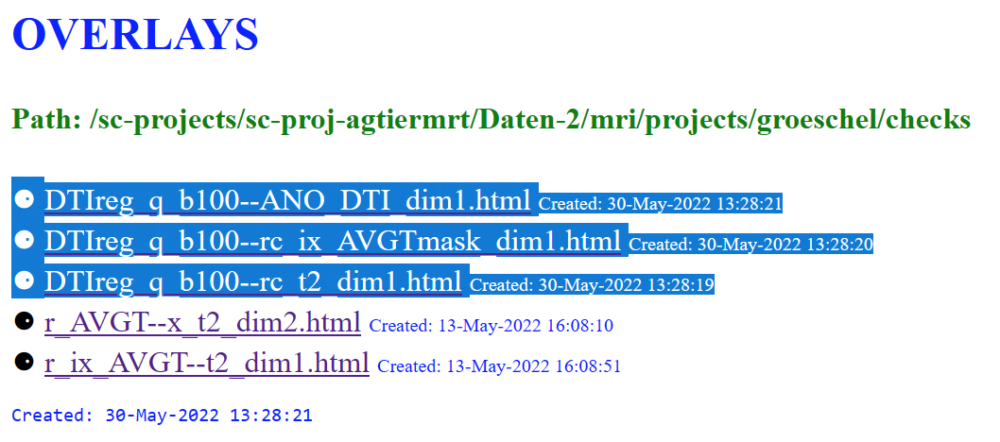 OVERLAYS
Path: /sc-projects/sc-proj-agtiermrt/Daten-2/mri/projects/groeschel/checks
DTIreg_q_b100--ANO_DTI_dim1.html Created: 30-May-2022 13:28:21
DTIreg_q_b100--rc_ix_AVGTmask_dim1.html Created: 30-May-2022 13:28:20
DTIreg_q_b100--rc_t2_dim1.html Created: 30-May-2022 13:28:19
r_AVGT--x_t2_dim2.html Created: 13-May-2022 16:08:10
r_ix_AVGT--t2_dim1.html Created: 13-May-2022 16:08:51
Created: 30-May-2022 13:28:21